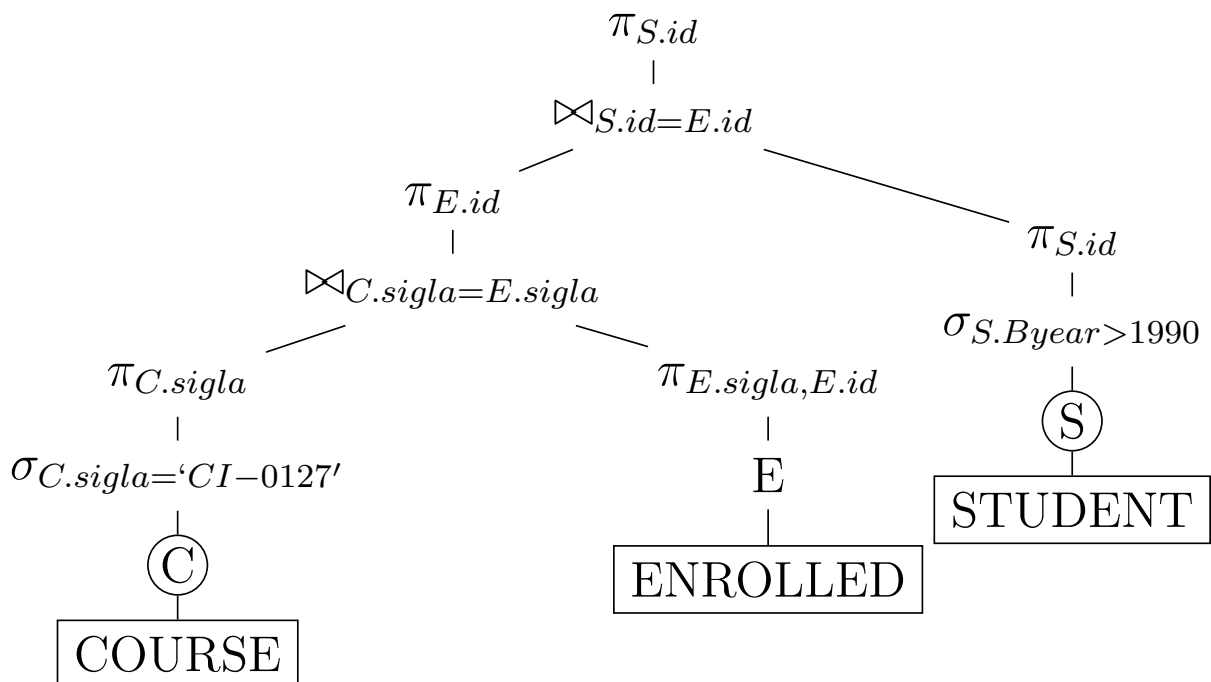 π_{S.id}
⋈_{S.id=E.id}
π_{E.id}
π_{S.id}
⋈_{C.sigla=E.sigla}
σ_{S.Byear>1990}
π_{C.sigla}
π_{E.sigla,E.id}
S
σ_{C.sigla=‘CI−0127′}
E
STUDENT
C
ENROLLED
COURSE